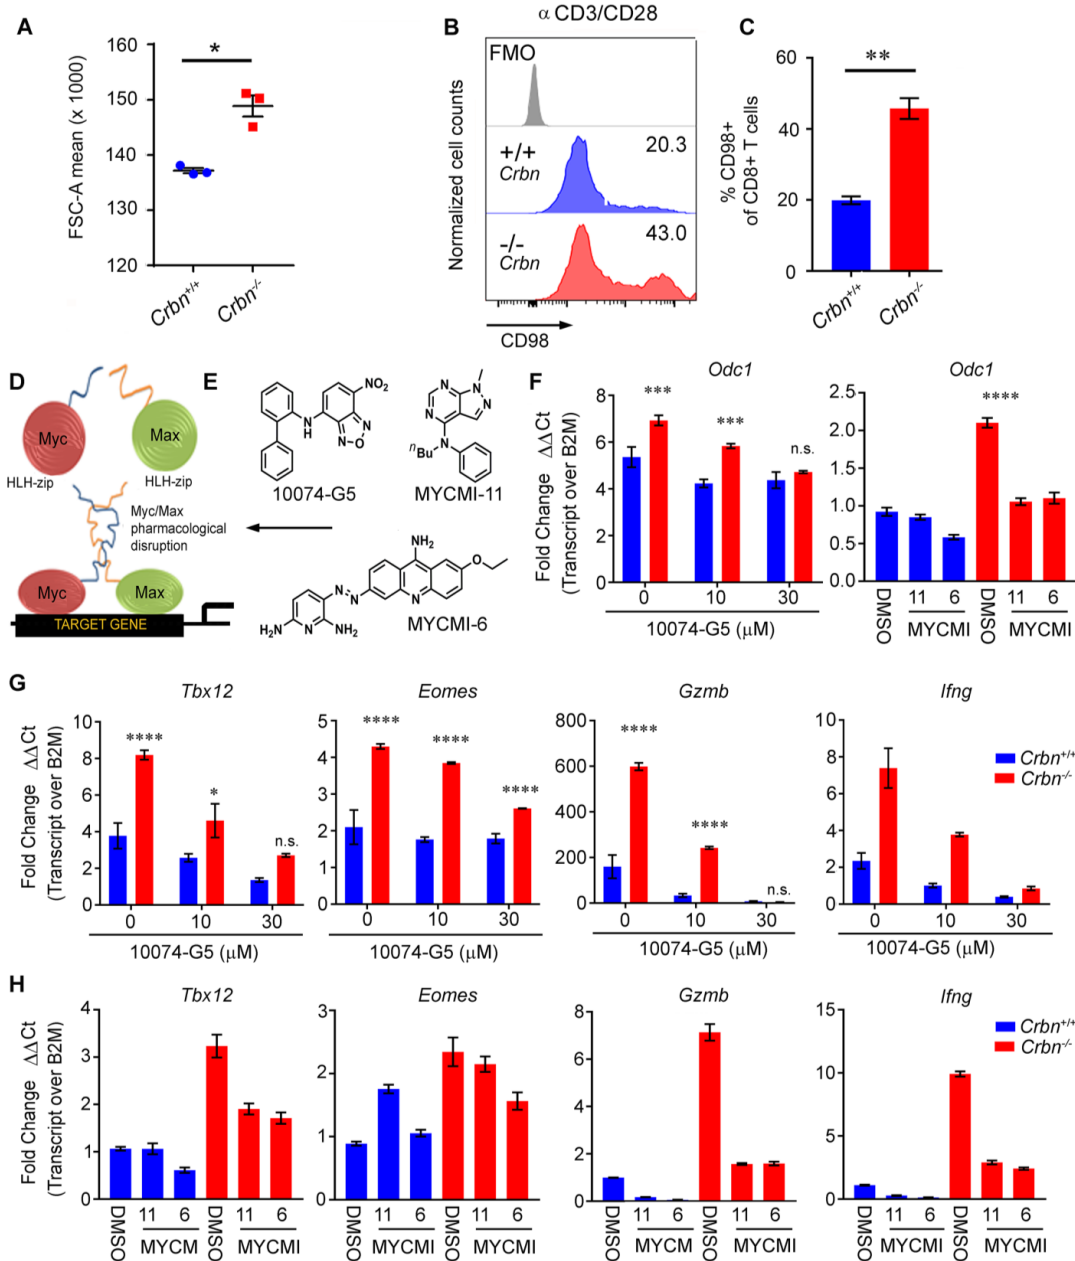 A
FSC-A mean (x 1000)
160
150
140
130
120
*
Crbn+/+
Crbn-/-
B
α CD3/CD28
Normalized cell counts
FMO
+/+
Crbn
20.3
-/-
Crbn
43.0
CD98
C
% CD98+
of CD8+ T cells
60
40
20
0
**
Crbn+/+
Crbn-/-
D
Myc
Max
HLH-zip
HLH-zip
Myc/Max
pharmacological
disruption
Myc
Max
TARGET GENE
E
NO2
N
H
N
O
N
10074-G5
N
N
N
N
N
nBu
MYCMI-11
NH2
O
N
N
N
H2N
N
NH2
MYCMI-6
F
Odc1
Fold Change ΔΔCt
(Transcript over B2M)
8
6
4
2
0
***
***
n.s.
0 10 30
10074-G5 (μM)
Odc1
2.5
2.0
1.5
1.0
0.5
0.0
****
DMSO 11 6 DMSO 11 6
MYCMI MYCMI
G
Fold Change ΔΔCt
(Transcript over B2M)
Tbx12
10
8
6
4
2
0
****
*
n.s.
0 10 30
10074-G5 (μM)
Eomes
5
4
3
2
1
0
****
****
****
0 10 30
10074-G5 (μM)
Gzmb
800
600
400
200
0
****
****
n.s.
0 10 30
10074-G5 (μM)
Ifng
10
8
6
4
2
0
0 10 30
10074-G5 (μM)
Crbn+/+
Crbn-/-
H
Fold Change ΔΔCt
(Transcript over B2M)
Tbx12
4
3
2
1
0
DMSO 11 6 DMSO 11 6
MYCM MYCMI
Eomes
3
2
1
0
DMSO 11 6 DMSO 11 6
MYCMI MYCMI
Gzmb
8
6
4
2
0
DMSO 11 6 DMSO 11 6
MYCMI MYCMI
Ifng
15
10
5
0
DMSO 11 6 DMSO 11 6
MYCMI MYCMI
Crbn+/+
Crbn-/-